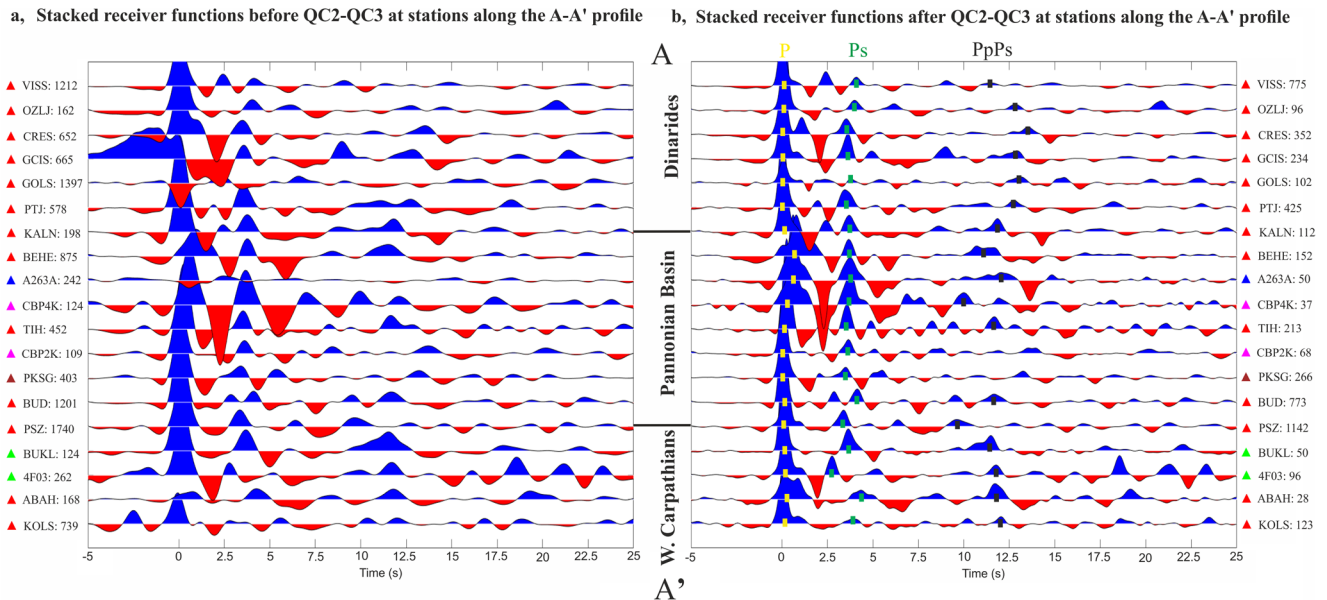 a, Stacked receiver functions before QC2-QC3 at stations along the A-A' profile
VISS: 1212
OZLJ: 162
CRES: 652
GCIS: 665
GOLS: 1397
PTJ: 578
KALN: 198
BEHE: 875
A263A: 242
CBP4K: 124
TIH: 452
CBP2K: 109
PKSG: 403
BUD: 1201
PSZ: 1740
BUKL: 124
4F03: 262
ABAH: 168
KOLS: 739
-5 0 2.5 5 7.5 10 12.5 15 17.5 20 22.5 25
Time (s)
A
Dinarides
Pannonian Basin
W. Carpathians
A'
b, Stacked receiver functions after QC2-QC3 at stations along the A-A' profile
P Ps PpPs
VISS: 775
OZLJ: 96
CRES: 352
GCIS: 234
GOLS: 102
PTJ: 425
KALN: 112
BEHE: 152
A263A: 50
CBP4K: 37
TIH: 213
CBP2K: 68
PKSG: 266
BUD: 773
PSZ: 1142
BUKL: 50
4F03: 96
ABAH: 28
KOLS: 123
-5 0 2.5 5 7.5 10 12.5 15 17.5 20 22.5 25
Time (s)